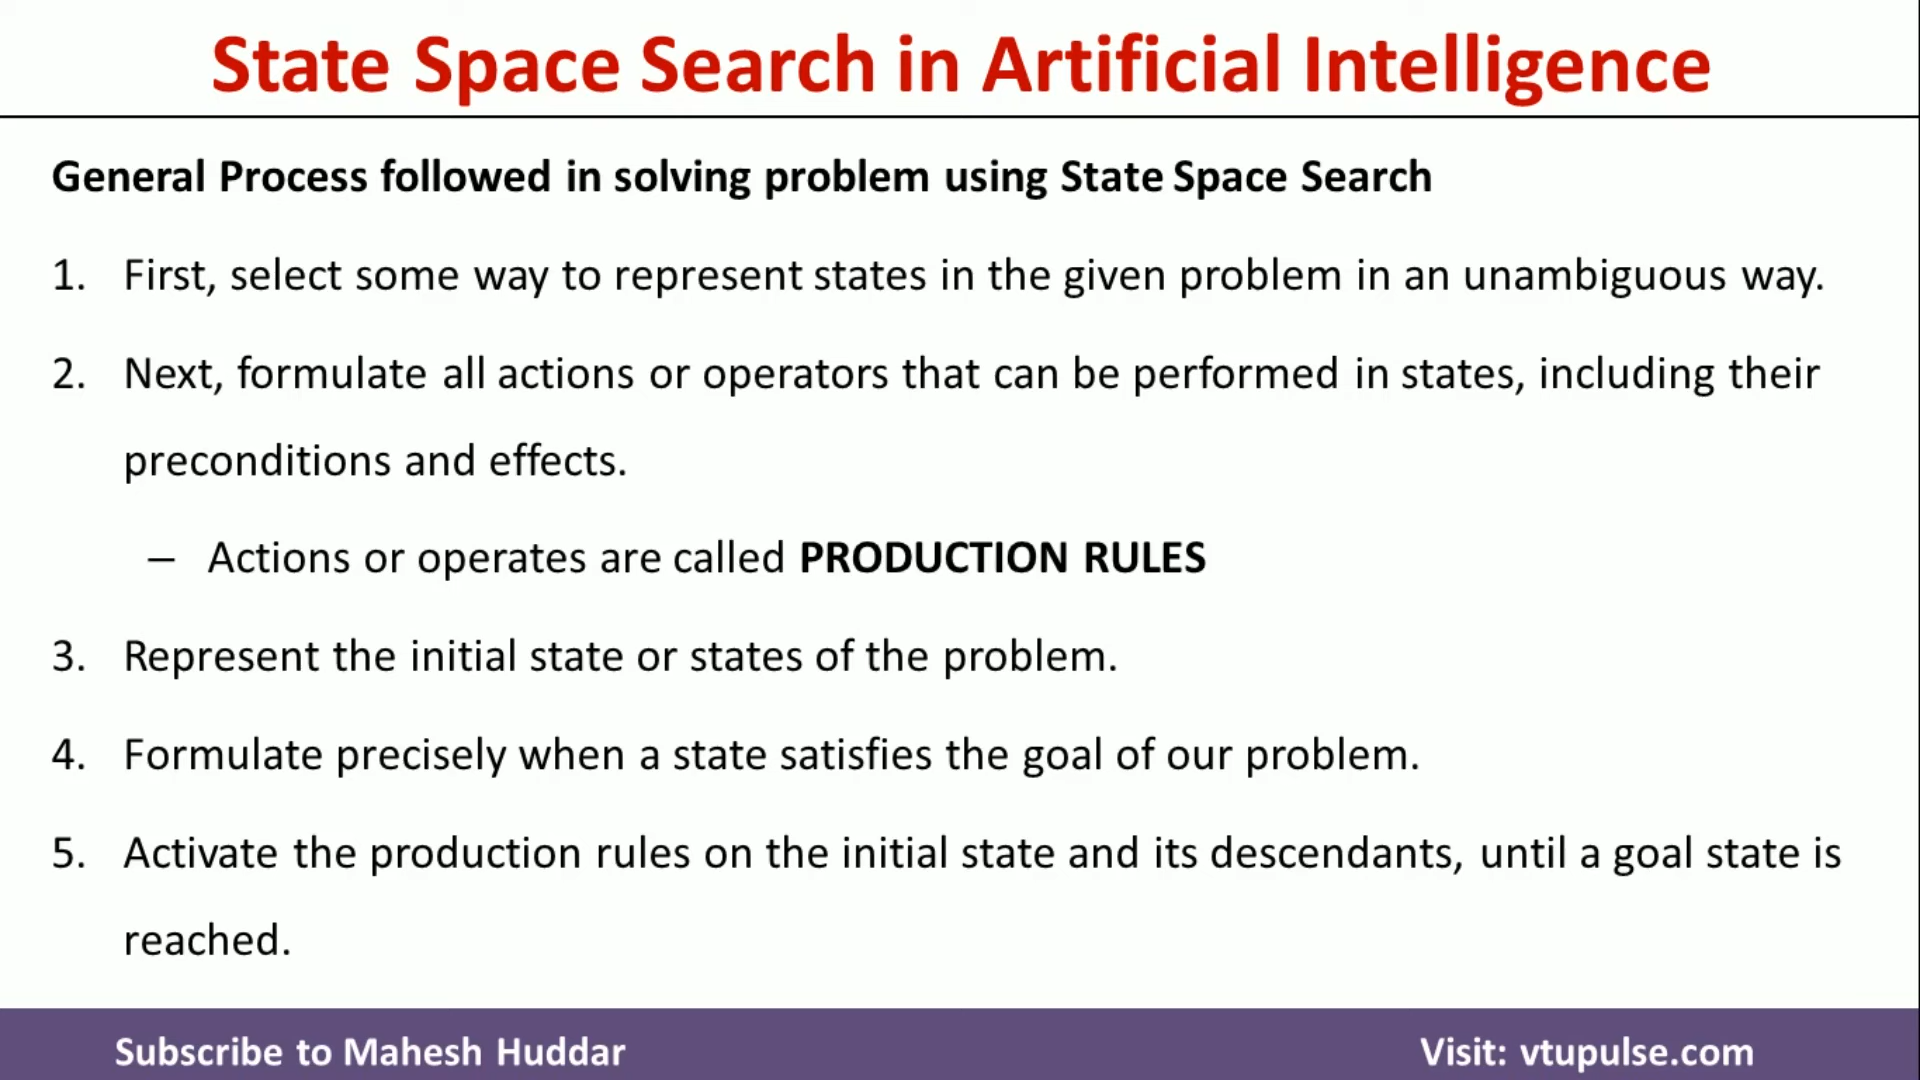 State Space Search in Artificial Intelligence
General Process followed in solving problem using State Space Search
1. First, select some way to represent states in the given problem in an unambiguous way.
2. Next, formulate all actions or operators that can be performed in states, including their
preconditions and effects.
– Actions or operates are called PRODUCTION RULES
3. Represent the initial state or states of the problem.
4. Formulate precisely when a state satisfies the goal of our problem.
5. Activate the production rules on the initial state and its descendants, until a goal state is
reached.
Subscribe to Mahesh Huddar
Visit: vtupulse.com